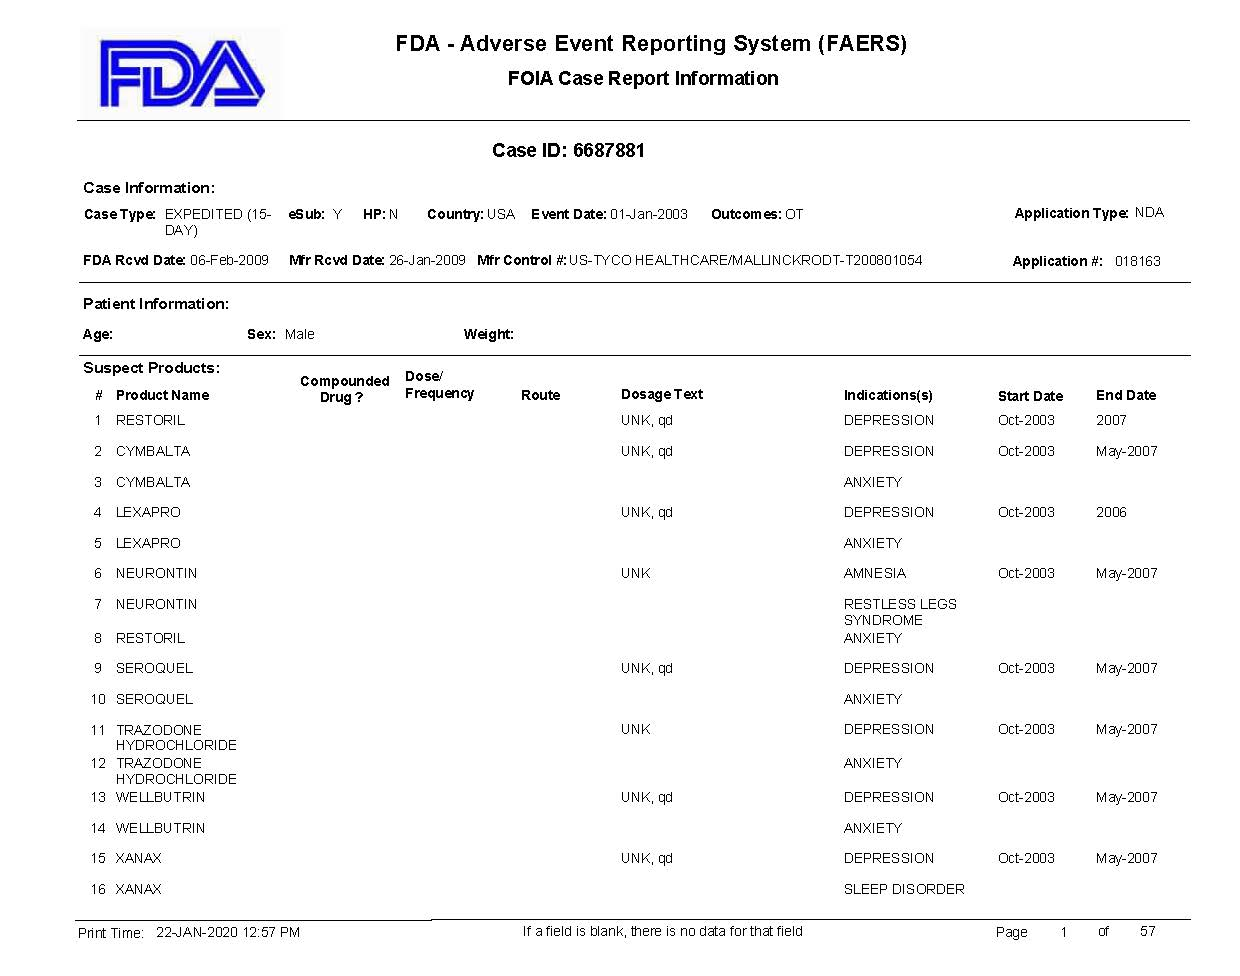 FDA
FDA - Adverse Event Reporting System (FAERS)
FOIA Case Report Information
Case ID: 6687881
Case Information:
Case Type: EXPEDITED (15- eSub: Y HP: N Country: USA Event Date: 01-Jan-2003 Outcomes: OT Application Type: NDA
DAY)
FDA Rcvd Date: 06-Feb-2009 Mfr Rcvd Date: 26-Jan-2009 Mfr Control #: US-TYCO HEALTHCARE/MALLINCKRODT-T200801054 Application #: 018163
Patient Information:
Age: Sex: Male Weight:
Suspect Products:
# Product Name Compounded Drug ? Dose/ Frequency Route Dosage Text Indications(s) Start Date End Date
1 RESTORIL UNK, qd DEPRESSION Oct-2003 2007
2 CYMBALTA UNK, qd DEPRESSION Oct-2003 May-2007
3 CYMBALTA ANXIETY
4 LEXAPRO UNK, qd DEPRESSION Oct-2003 2006
5 LEXAPRO ANXIETY
6 NEURONTIN UNK AMNESIA Oct-2003 May-2007
7 NEURONTIN RESTLESS LEGS
SYNDROME
8 RESTORIL ANXIETY
9 SEROQUEL UNK, qd DEPRESSION Oct-2003 May-2007
10 SEROQUEL ANXIETY
11 TRAZODONE UNK DEPRESSION Oct-2003 May-2007
HYDROCHLORIDE
12 TRAZODONE ANXIETY
HYDROCHLORIDE
13 WELLBUTRIN UNK, qd DEPRESSION Oct-2003 May-2007
14 WELLBUTRIN ANXIETY
15 XANAX UNK, qd DEPRESSION Oct-2003 May-2007
16 XANAX SLEEP DISORDER
Print Time: 22-JAN-2020 12:57 PM If a field is blank, there is no data for that field Page 1 of 57